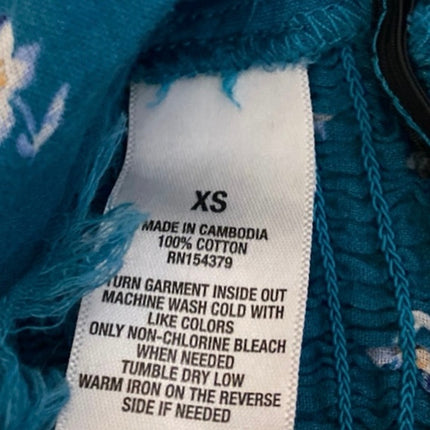 XS
MADE IN CAMBODIA
100% COTTON
RN154379
TURN GARMENT INSIDE OUT
MACHINE WASH COLD WITH
LIKE COLORS
ONLY NON-CHLORINE BLEACH
WHEN NEEDED
TUMBLE DRY LOW
WARM IRON ON THE REVERSE
SIDE IF NEEDED